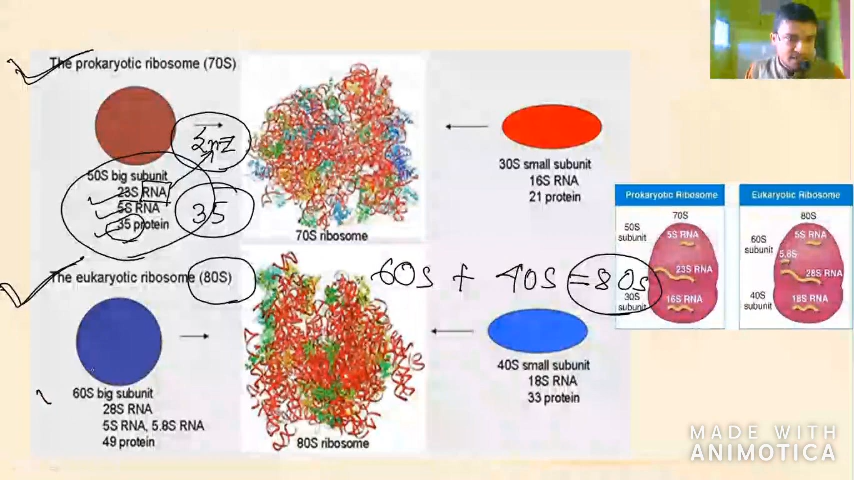 The prokaryotic ribosome (70S)
50S big subunit
23S RNA
5S RNA
35 protein
35
70S ribosome
30S small subunit
16S RNA
21 protein
Prokaryotic Ribosome
70S
50S subunit
5S RNA
23S RNA
30S subunit
16S RNA
Eukaryotic Ribosome
80S
60S subunit
5S RNA
5.8S
28S RNA
40S subunit
18S RNA
The eukaryotic ribosome (80S)
60S + 40S = 80S
60S big subunit
28S RNA
5S RNA, 5.8S RNA
49 protein
80S ribosome
40S small subunit
18S RNA
33 protein
MADE WITH
ANIMOTICA